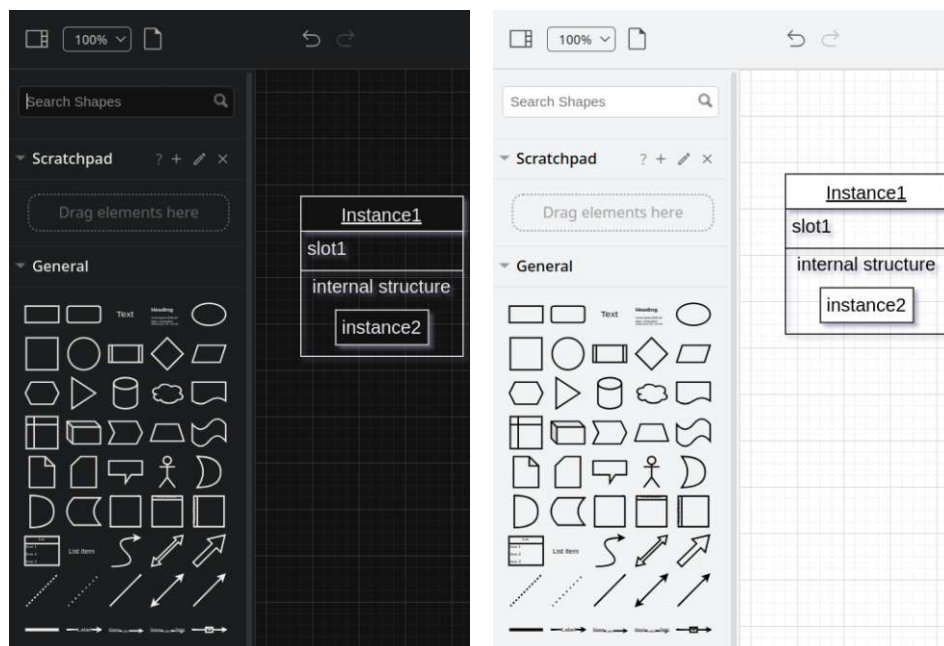 100%
Search Shapes
Scratchpad
?
Drag elements here
General
Text
Heading
List Item
Instance1
slot1
internal structure
instance2
100%
Search Shapes
Scratchpad
?
Drag elements here
General
Text
Heading
List Item
Instance1
slot1
internal structure
instance2